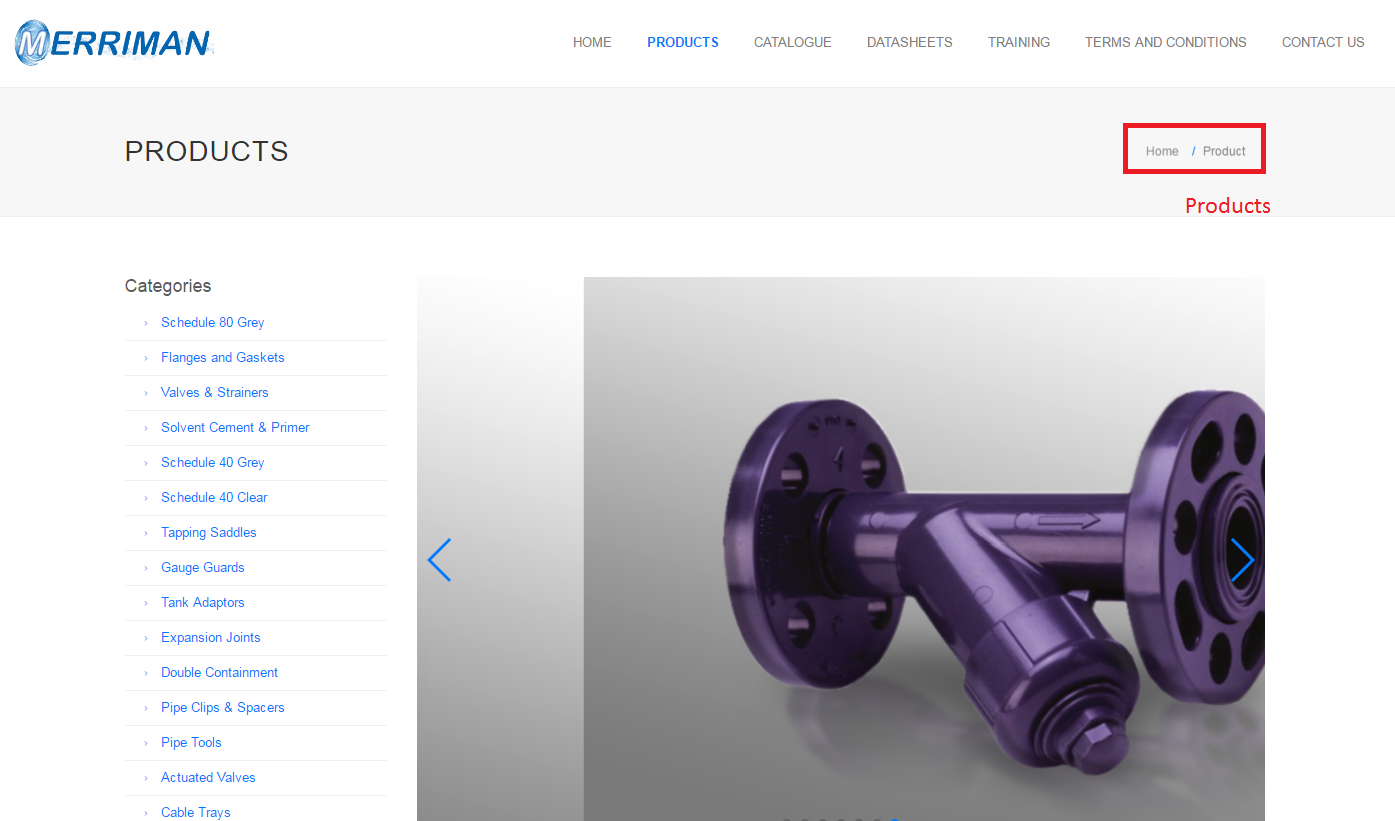 MERRIMAN
HOME PRODUCTS CATALOGUE DATASHEETS TRAINING TERMS AND CONDITIONS CONTACT US
PRODUCTS
Home / Product
Products
Categories
› Schedule 80 Grey
› Flanges and Gaskets
› Valves & Strainers
› Solvent Cement & Primer
› Schedule 40 Grey
› Schedule 40 Clear
› Tapping Saddles
› Gauge Guards
› Tank Adaptors
› Expansion Joints
› Double Containment
› Pipe Clips & Spacers
› Pipe Tools
› Actuated Valves
› Cable Trays
4